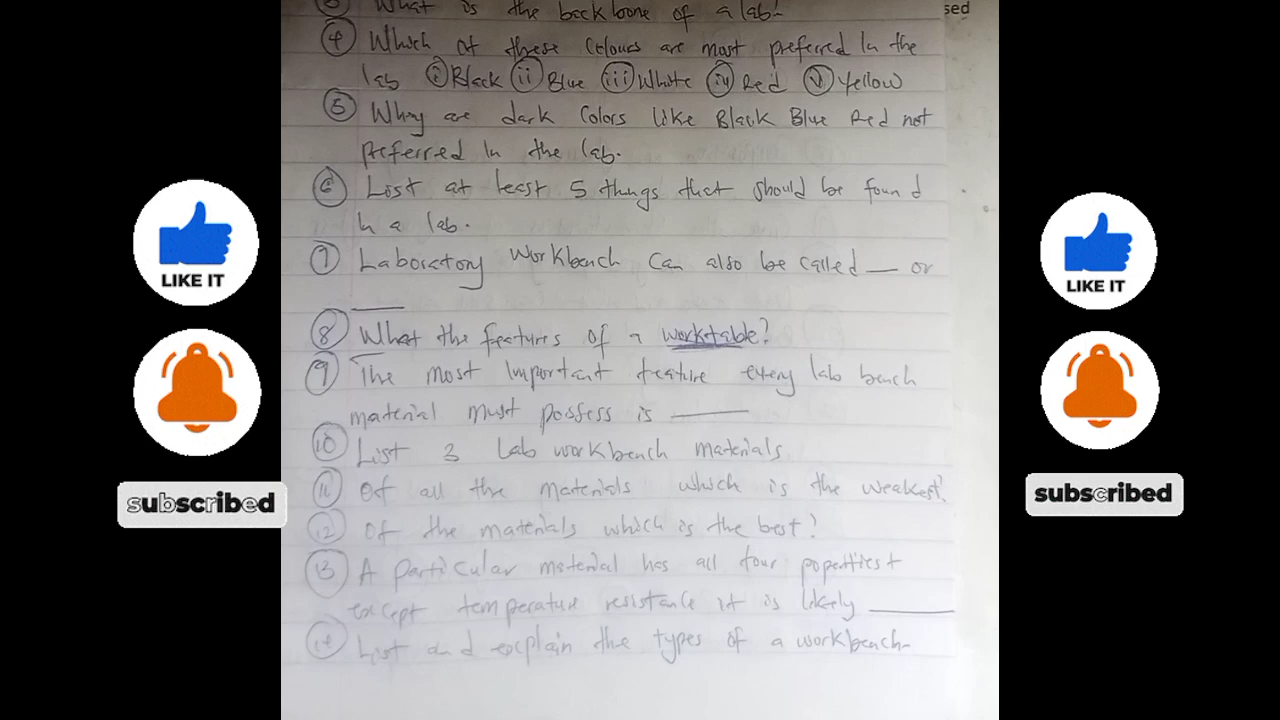 ③ What is the backbone of a lab?
sed
④ Which of these Colours are most preferred In the
lab ⓘ Black ⓘⓘ Blue ⓘⓘⓘ White ⓘⓥ Red ⓥ Yellow
⑤ Whey are dark Colors like Black Blue Red not
preferred In the lab.
⑥ List at least 5 things that should be found
In a lab.
⑦ Laboratory Workbench Can also be called __ or
____
⑧ What the features of a worktable?
⑨ The most Important feature every lab bench
material must possess is ____
⑩ List 3 Lab workbench materials
⑪ Of all the materials which is the weakest?
⑫ Of the materials which is the best?
⑬ A particular material has all four poperties t
except temperature resistance it is likely ____
⑭ List and explain the types of a workbench-
LIKE IT
subscribed
LIKE IT
subscribed